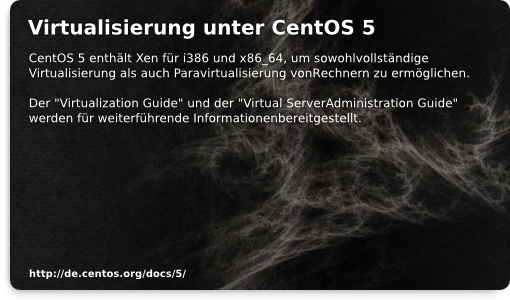 Virtualisierung unter CentOS 5
CentOS 5 enthält Xen für i386 und x86_64, um sowohlvollständige
Virtualisierung als auch Paravirtualisierung vonRechnern zu ermöglichen.
Der "Virtualization Guide" und der "Virtual ServerAdministration Guide"
werden für weiterführende Informationenbereitgestellt.
http://de.centos.org/docs/5/